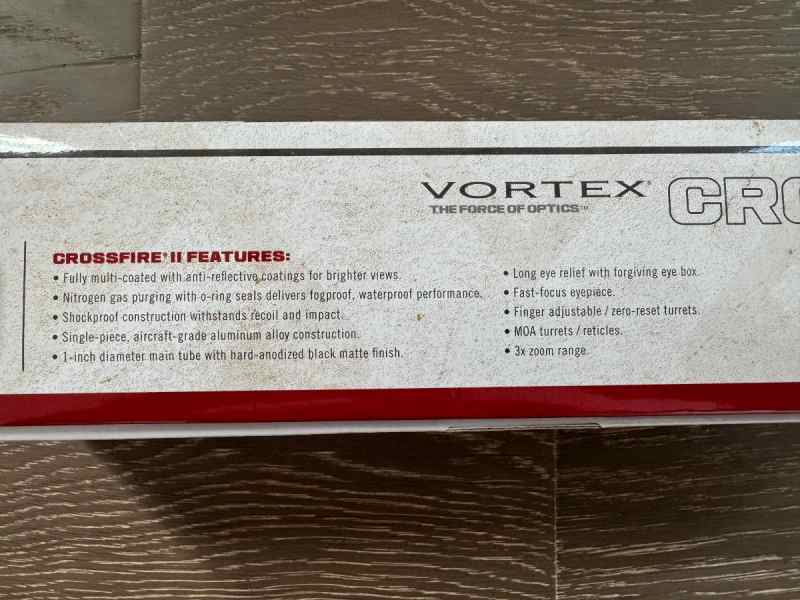 VORTEX®
THE FORCE OF OPTICS™
CRO
CROSSFIRE® II FEATURES:
• Fully multi-coated with anti-reflective coatings for brighter views.
• Nitrogen gas purging with o-ring seals delivers fogproof, waterproof performance.
• Shockproof construction withstands recoil and impact.
• Single-piece, aircraft-grade aluminum alloy construction.
• 1-inch diameter main tube with hard-anodized black matte finish.
• Long eye relief with forgiving eye box.
• Fast-focus eyepiece.
• Finger adjustable / zero-reset turrets.
• MOA turrets / reticles.
• 3x zoom range.